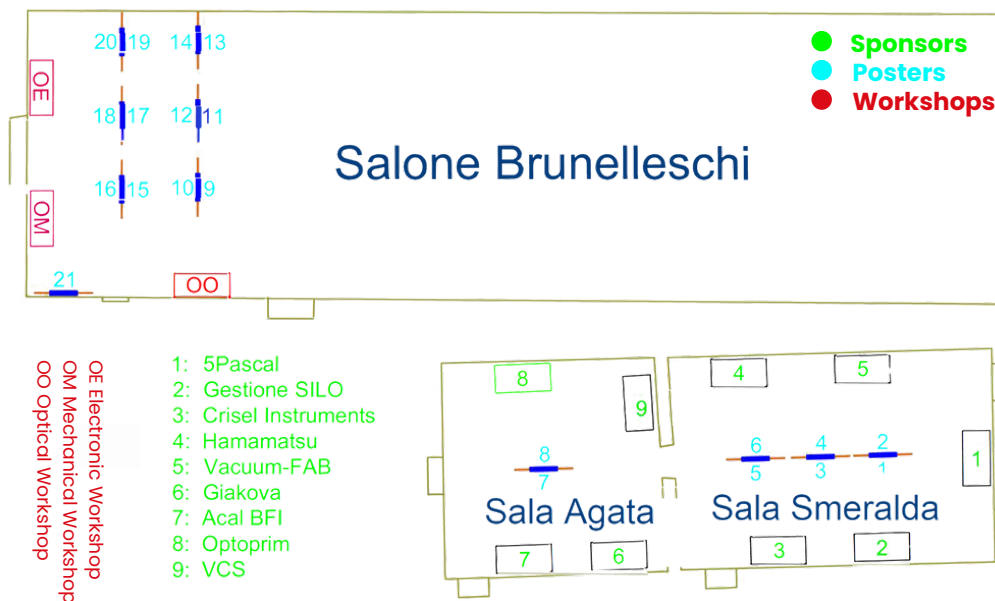 20 19 14 13
Sponsors
Posters
Workshops
OE
18 17 12 11
Salone Brunelleschi
16 15 10 9
OM
21
OO
OE Electronic Workshop
OM Mechanical Workshop
OO Optical Workshop
1: 5Pascal
2: Gestione SILO
3: Crisel Instruments
4: Hamamatsu
5: Vacuum-FAB
6: Giakova
7: Acal BFI
8: Optoprim
9: VCS
8
9
8
7
Sala Agata
7 6
4 5
6 4 2
5 3 1
1
Sala Smeralda
3 2